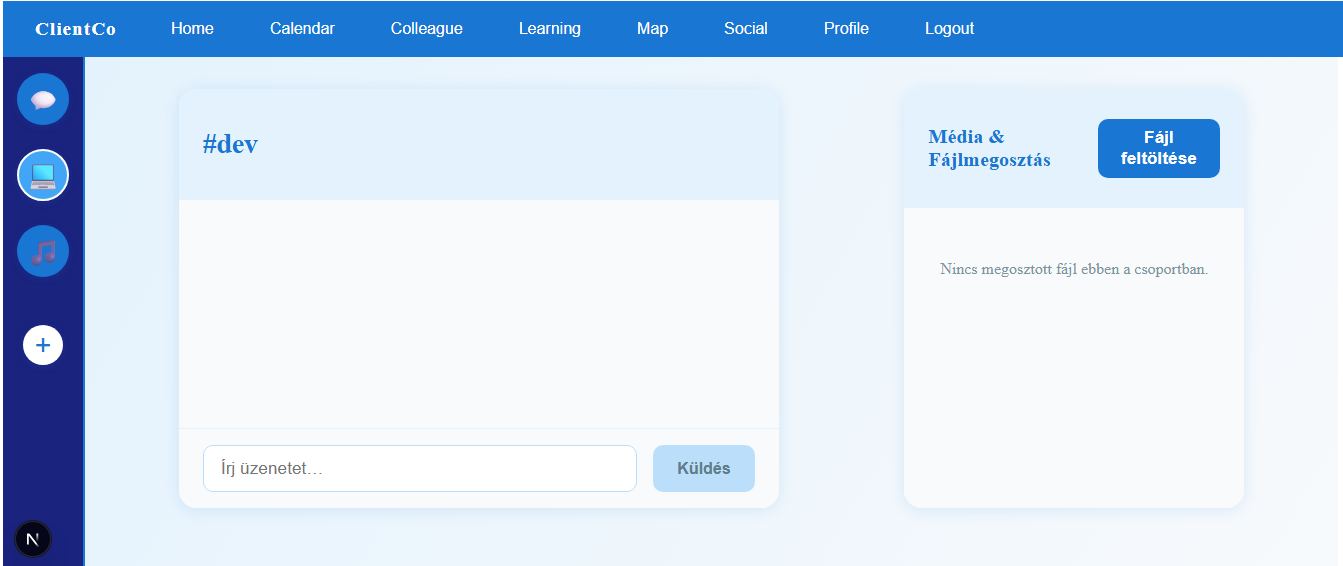 ClientCo Home Calendar Colleague Learning Map Social Profile Logout
#dev
Média &
Fájlmegosztás
Fájl
feltöltése
Nincs megosztott fájl ebben a csoportban.
+
Írj üzenetet…
Küldés
N